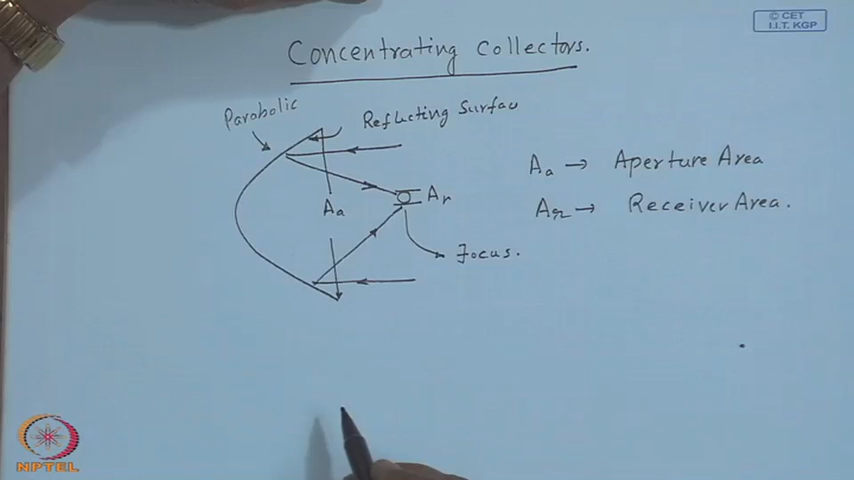 © CET
I.I.T. KGP
Concentrating Collectors.
Parabolic
Reflecting Surfau
Aa → Aperture Area
Aa
Ar
Ar → Receiver Area.
Focus.
NPTEL